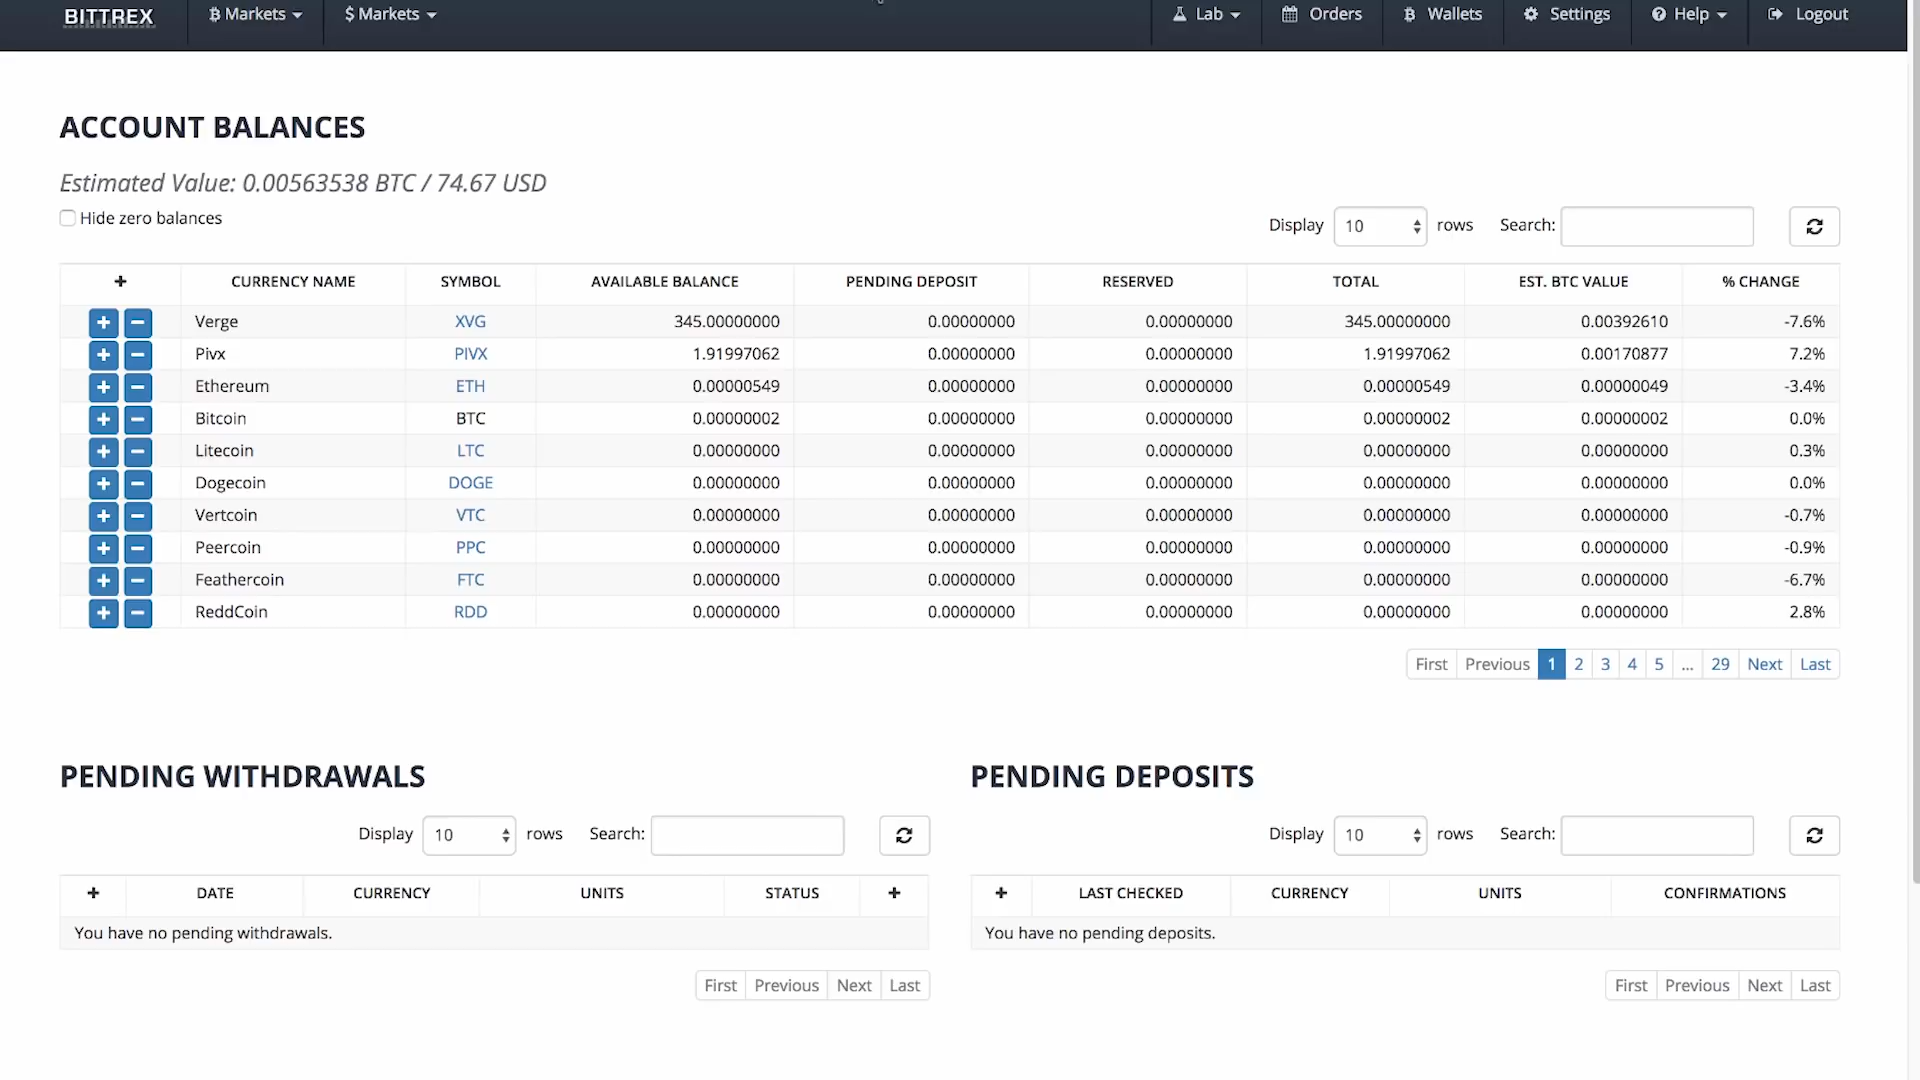 BITTREX Markets $ Markets Lab Orders Wallets Settings Help Logout
ACCOUNT BALANCES
Estimated Value: 0.00563538 BTC / 74.67 USD
Hide zero balances
Display 10 rows Search:
+ CURRENCY NAME SYMBOL AVAILABLE BALANCE PENDING DEPOSIT RESERVED TOTAL EST. BTC VALUE % CHANGE
+ − Verge XVG 345.00000000 0.00000000 0.00000000 345.00000000 0.00392610 -7.6%
+ − Pivx PIVX 1.91997062 0.00000000 0.00000000 1.91997062 0.00170877 7.2%
+ − Ethereum ETH 0.00000549 0.00000000 0.00000000 0.00000549 0.00000049 -3.4%
+ − Bitcoin BTC 0.00000002 0.00000000 0.00000000 0.00000002 0.00000002 0.0%
+ − Litecoin LTC 0.00000000 0.00000000 0.00000000 0.00000000 0.00000000 0.3%
+ − Dogecoin DOGE 0.00000000 0.00000000 0.00000000 0.00000000 0.00000000 0.0%
+ − Vertcoin VTC 0.00000000 0.00000000 0.00000000 0.00000000 0.00000000 -0.7%
+ − Peercoin PPC 0.00000000 0.00000000 0.00000000 0.00000000 0.00000000 -0.9%
+ − Feathercoin FTC 0.00000000 0.00000000 0.00000000 0.00000000 0.00000000 -6.7%
+ − ReddCoin RDD 0.00000000 0.00000000 0.00000000 0.00000000 0.00000000 2.8%
First Previous 1 2 3 4 5 ... 29 Next Last
PENDING WITHDRAWALS
Display 10 rows Search:
+ DATE CURRENCY UNITS STATUS +
You have no pending withdrawals.
First Previous Next Last
PENDING DEPOSITS
Display 10 rows Search:
+ LAST CHECKED CURRENCY UNITS CONFIRMATIONS
You have no pending deposits.
First Previous Next Last